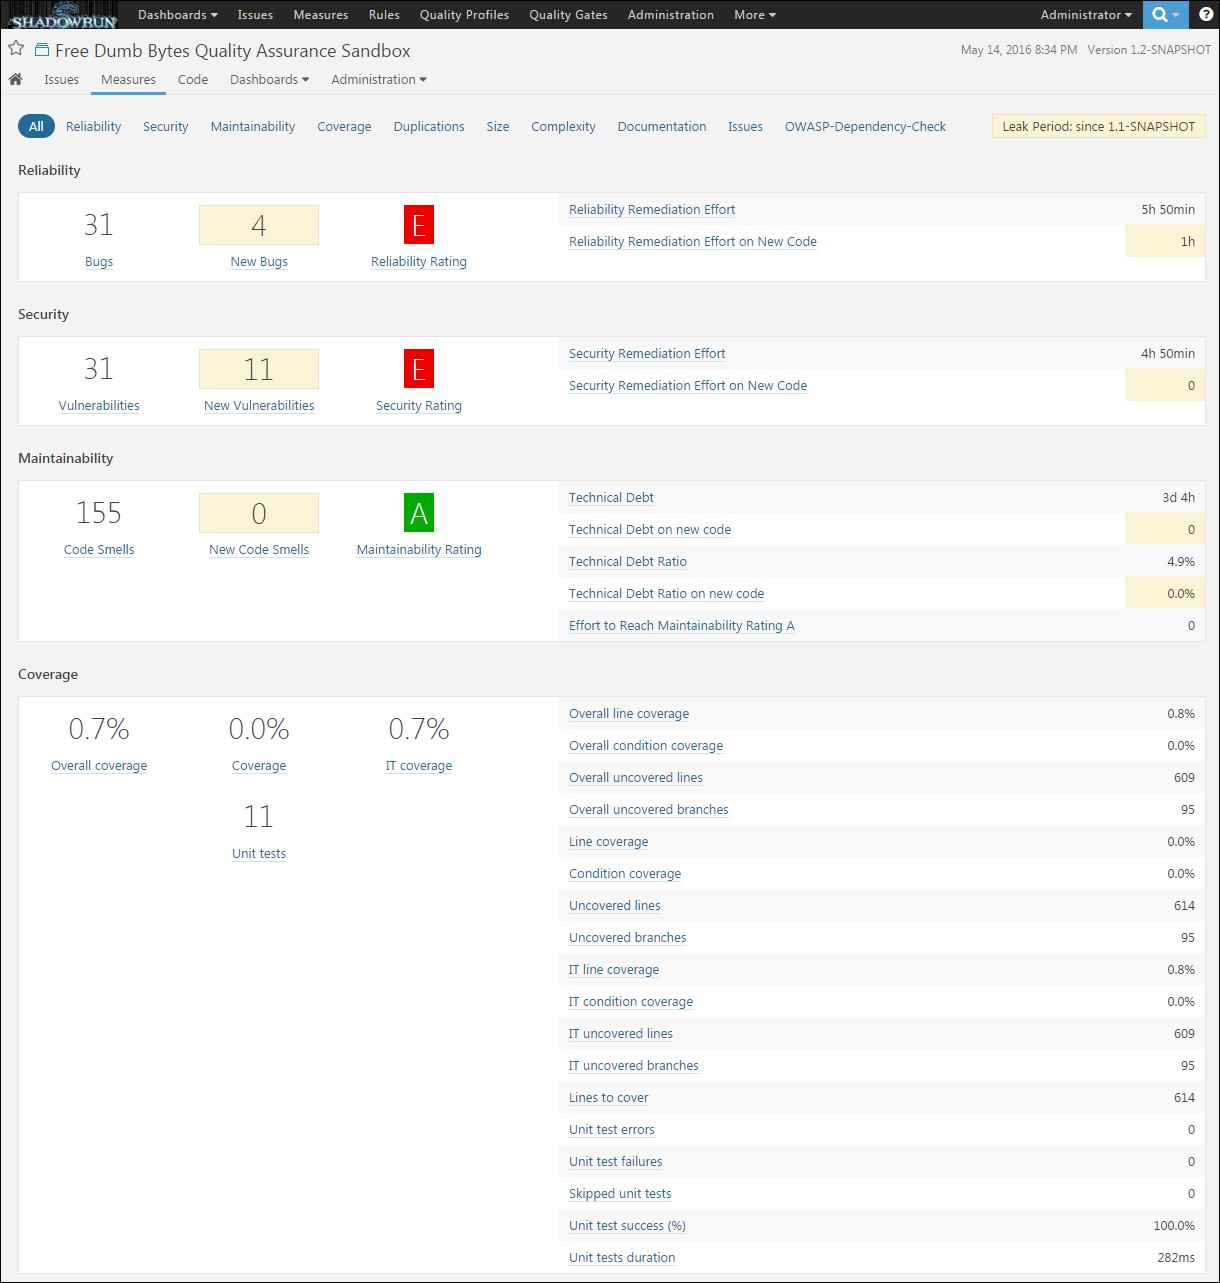 SHADOWRUN Dashboards Issues Measures Rules Quality Profiles Quality Gates Administration More Administrator ?
Free Dumb Bytes Quality Assurance Sandbox May 14, 2016 8:34 PM Version 1.2-SNAPSHOT
Issues Measures Code Dashboards Administration
All Reliability Security Maintainability Coverage Duplications Size Complexity Documentation Issues OWASP-Dependency-Check Leak Period: since 1.1-SNAPSHOT
Reliability
31 4 E
Bugs New Bugs Reliability Rating
Reliability Remediation Effort 5h 50min
Reliability Remediation Effort on New Code 1h
Security
31 11 E
Vulnerabilities New Vulnerabilities Security Rating
Security Remediation Effort 4h 50min
Security Remediation Effort on New Code 0
Maintainability
155 0 A
Code Smells New Code Smells Maintainability Rating
Technical Debt 3d 4h
Technical Debt on new code 0
Technical Debt Ratio 4.9%
Technical Debt Ratio on new code 0.0%
Effort to Reach Maintainability Rating A 0
Coverage
0.7% 0.0% 0.7%
Overall coverage Coverage IT coverage
11
Unit tests
Overall line coverage 0.8%
Overall condition coverage 0.0%
Overall uncovered lines 609
Overall uncovered branches 95
Line coverage 0.0%
Condition coverage 0.0%
Uncovered lines 614
Uncovered branches 95
IT line coverage 0.8%
IT condition coverage 0.0%
IT uncovered lines 609
IT uncovered branches 95
Lines to cover 614
Unit test errors 0
Unit test failures 0
Skipped unit tests 0
Unit test success (%) 100.0%
Unit tests duration 282ms